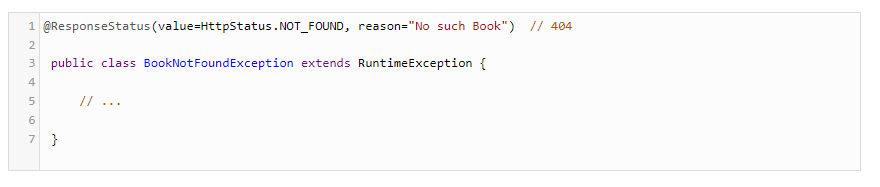 1 @ResponseStatus(value=HttpStatus.NOT_FOUND, reason="No such Book")  // 404
2
3  public class BookNotFoundException extends RuntimeException {
4
5      // ...
6
7  }